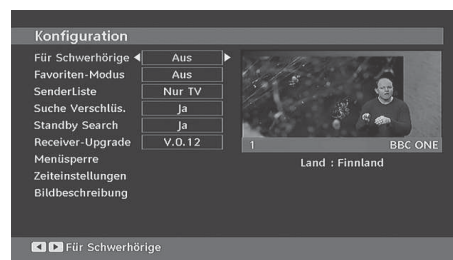 Konfiguration
Für Schwerhörige Aus
Favoriten-Modus Aus
SenderListe Nur TV
Suche Verschlüs. Ja
Standby Search Ja
Receiver-Upgrade V.0.12
Menüsperre
Zeiteinstellungen
Bildbeschreibung
1 BBC ONE
Land : Finnland
Für Schwerhörige